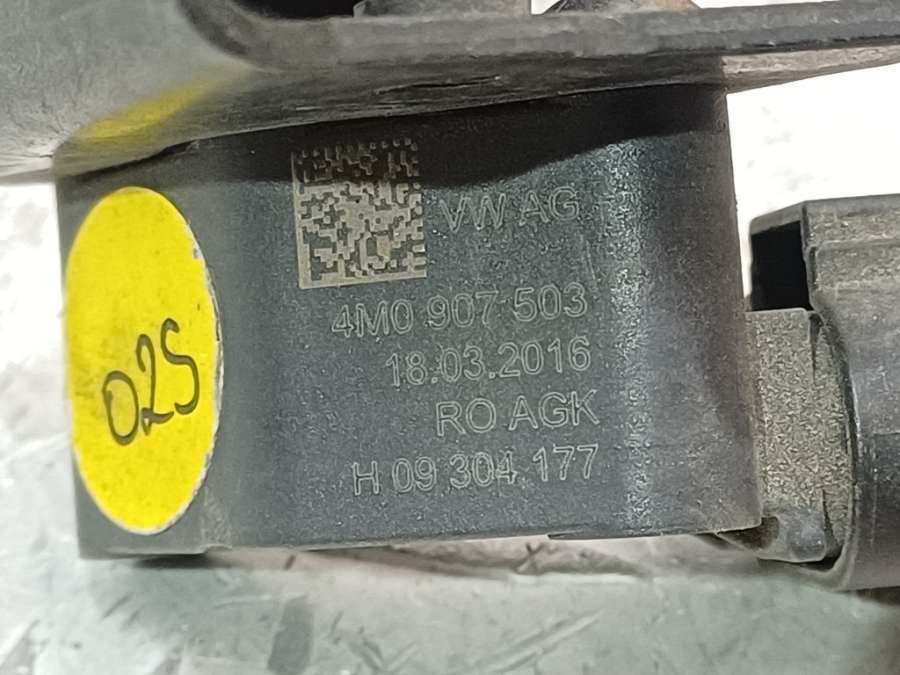 VW AG
4M0 907 503
18.03.2016
RO AGK
H 09 304 177
025